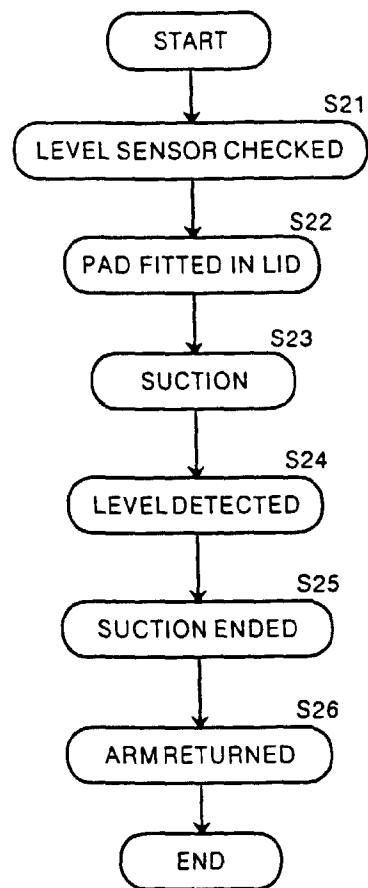 START
S21
LEVEL SENSOR CHECKED
S22
PAD FITTED IN LID
S23
SUCTION
S24
LEVEL DETECTED
S25
SUCTION ENDED
S26
ARM RETURNED
END